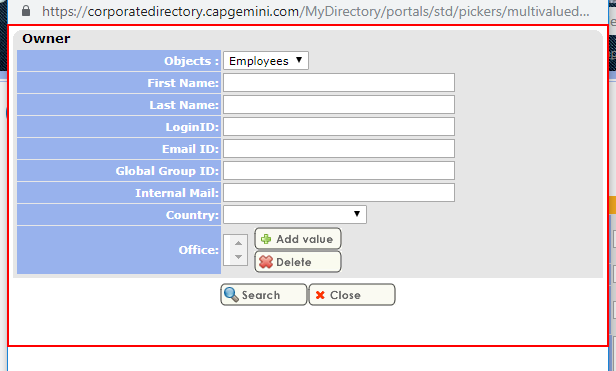 https://corporatedirectory.capgemini.com/MyDirectory/portals/std/pickers/multivalued...
Owner
Objects : Employees
First Name:
Last Name:
LoginID:
Email ID:
Global Group ID:
Internal Mail:
Country:
Office: Add value
Delete
Search Close